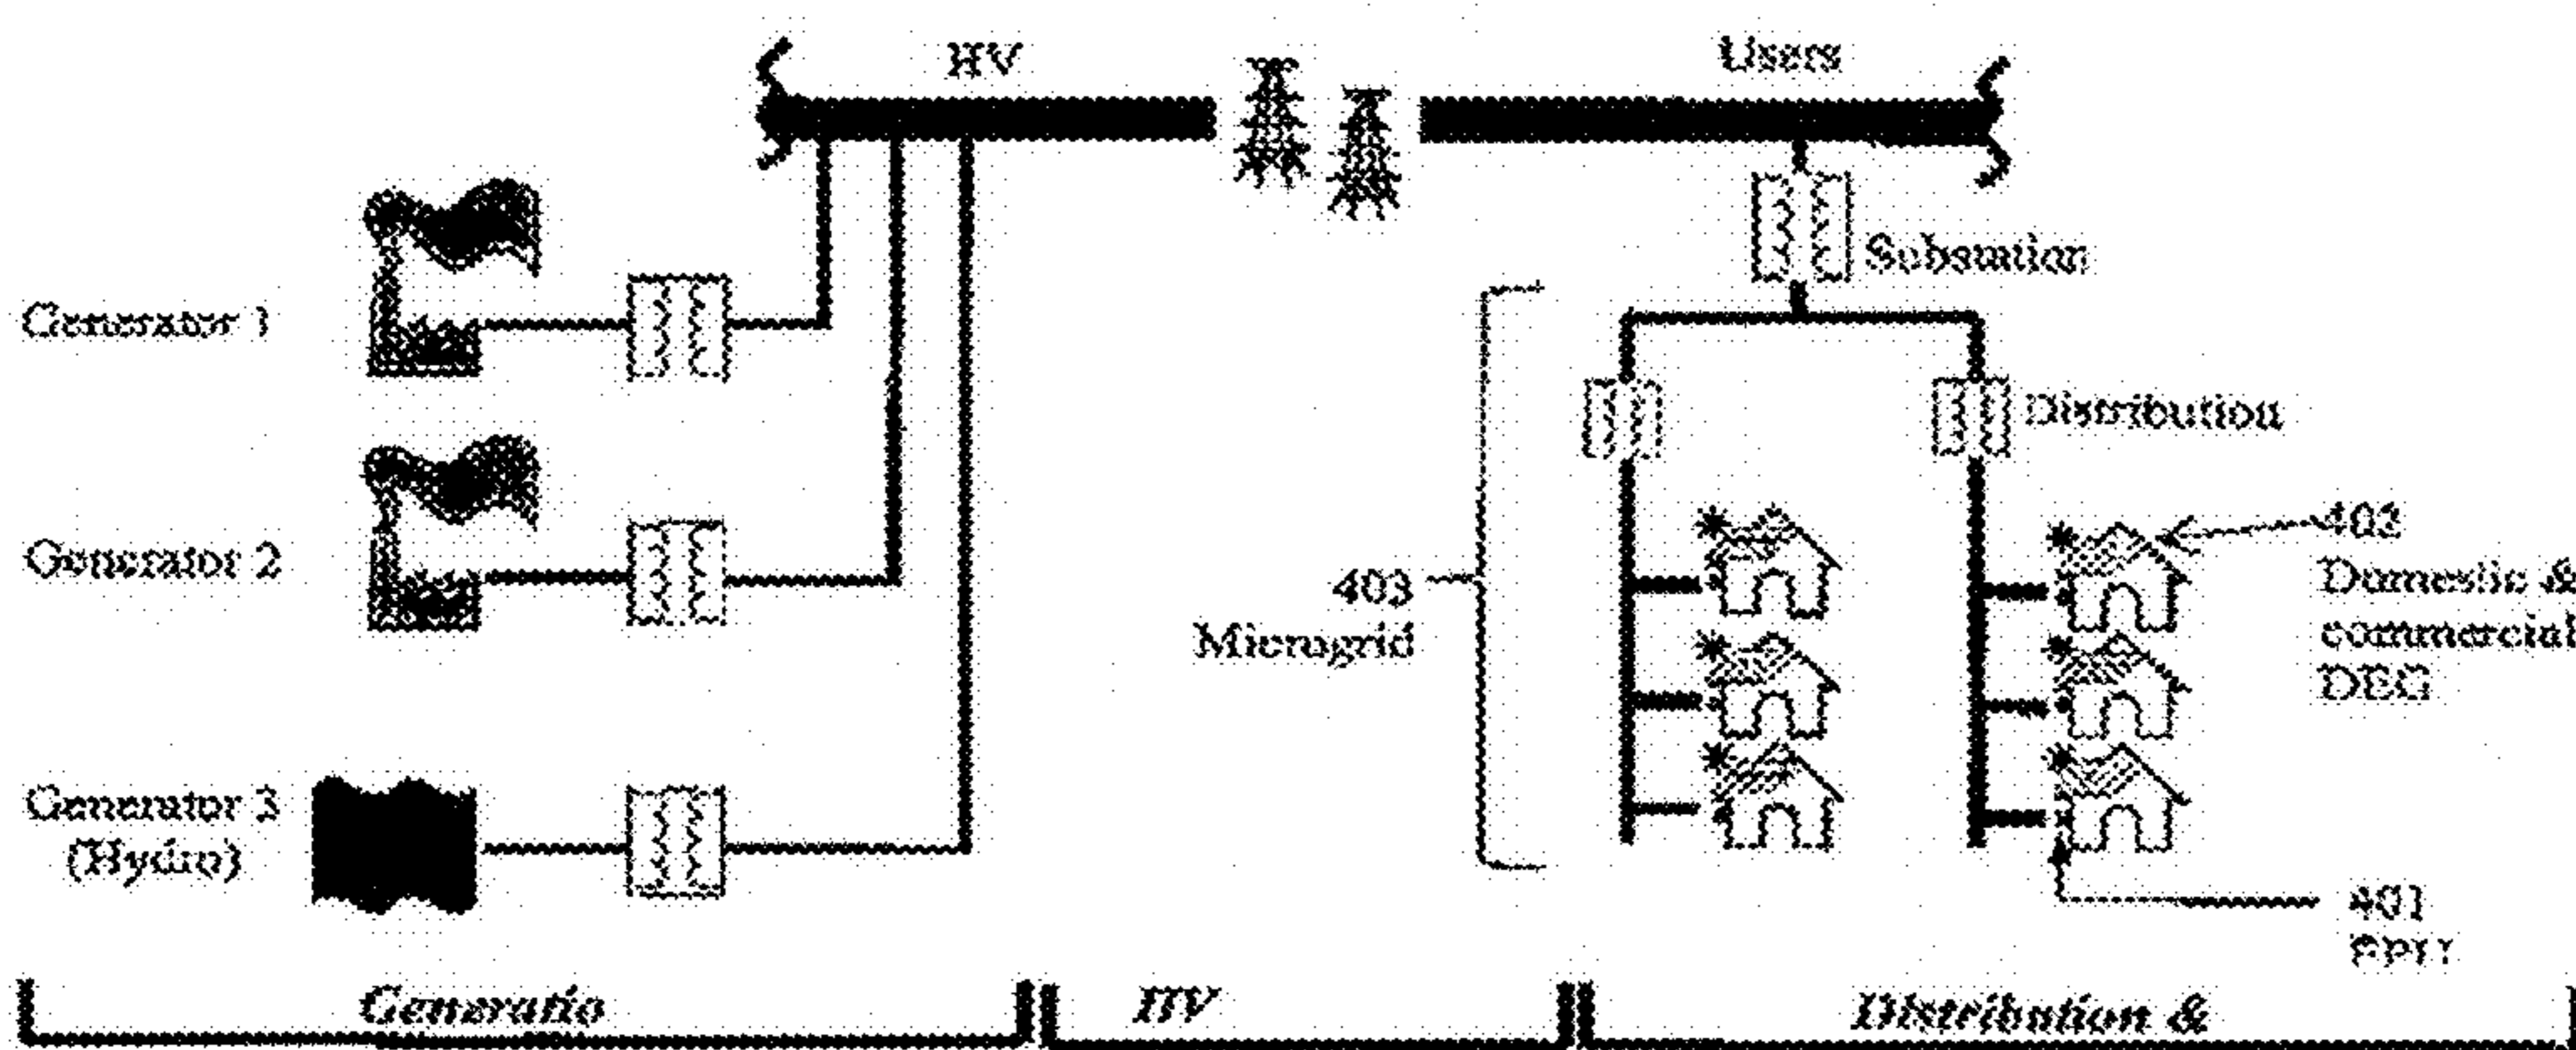 HV
Users
Substation
Generator 1
Distribution
Generator 2
402
Domestic &
commercial
DEG
403
Microgrid
Generator 3
(Hydro)
401
Generatio
HV
Distribution &